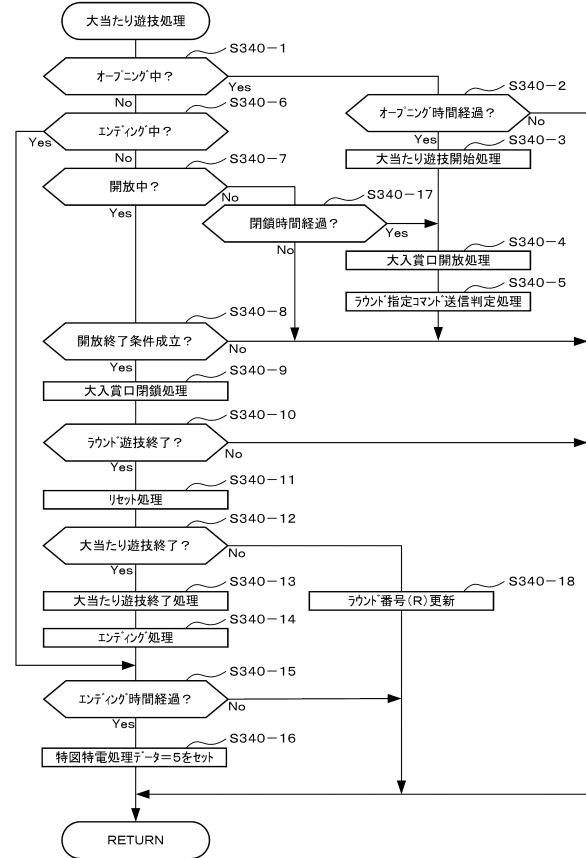 大当たり遊技処理
S340-1
オープニング中?
Yes
No
S340-2
オープニング時間経過?
No
Yes
S340-6
エンディング中?
Yes
No
S340-3
大当たり遊技開始処理
S340-7
開放中?
No
Yes
S340-17
閉鎖時間経過?
Yes
No
S340-4
大入賞口開放処理
S340-5
ラウンド指定コマンド送信判定処理
S340-8
開放終了条件成立?
No
Yes
S340-9
大入賞口閉鎖処理
S340-10
ラウンド遊技終了?
No
Yes
S340-11
リセット処理
S340-12
大当たり遊技終了?
No
Yes
S340-13
大当たり遊技終了処理
S340-18
ラウンド番号(R)更新
S340-14
エンディング処理
S340-15
エンディング時間経過?
No
Yes
S340-16
特図特電処理データ=5をセット
RETURN